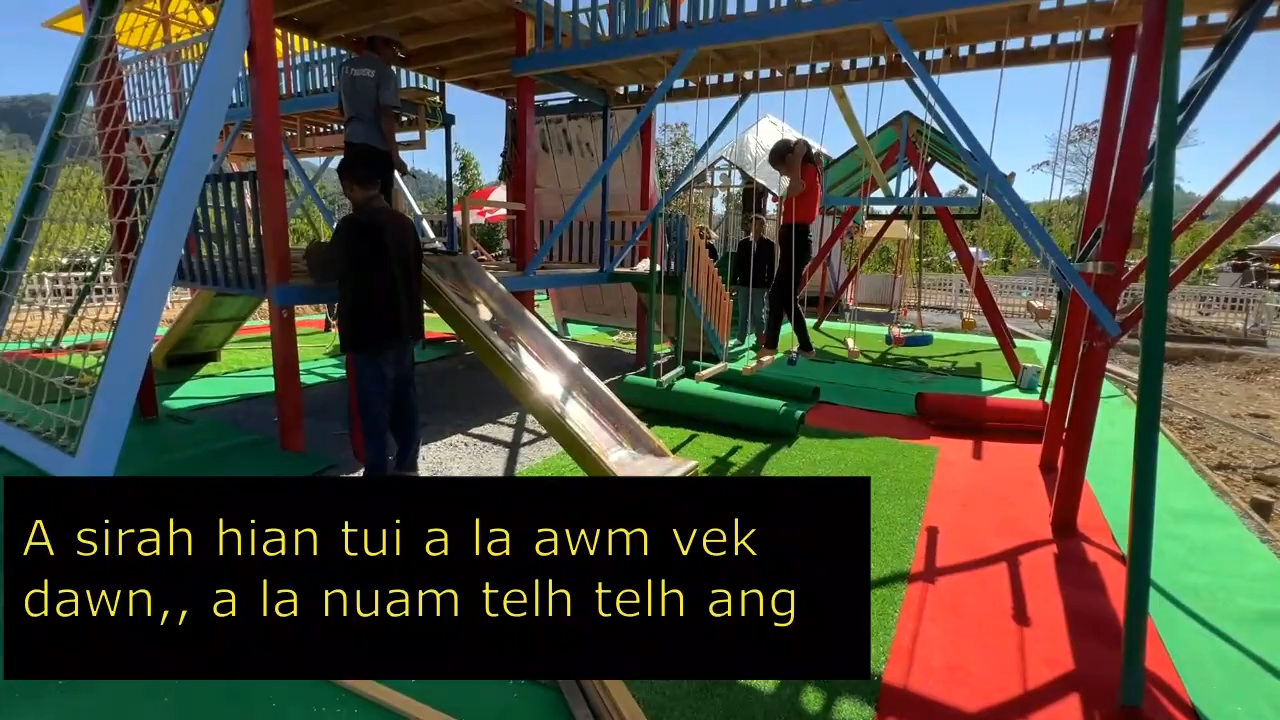 A sirah hian tui a la awm vek
dawn,, a la nuam telh telh ang